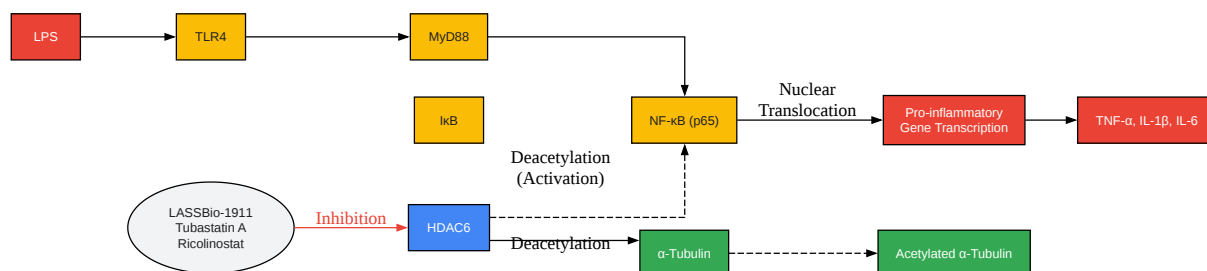 LPS
TLR4
MyD88
IκB
NF-κB (p65)
Nuclear
Translocation
Pro-inflammatory
Gene Transcription
TNF-α, IL-1β, IL-6
Deacetylation
(Activation)
LASSBio-1911
Tubastatin A
Ricolinostat
Inhibition
HDAC6
Deacetylation
α-Tubulin
Acetylated α-Tubulin